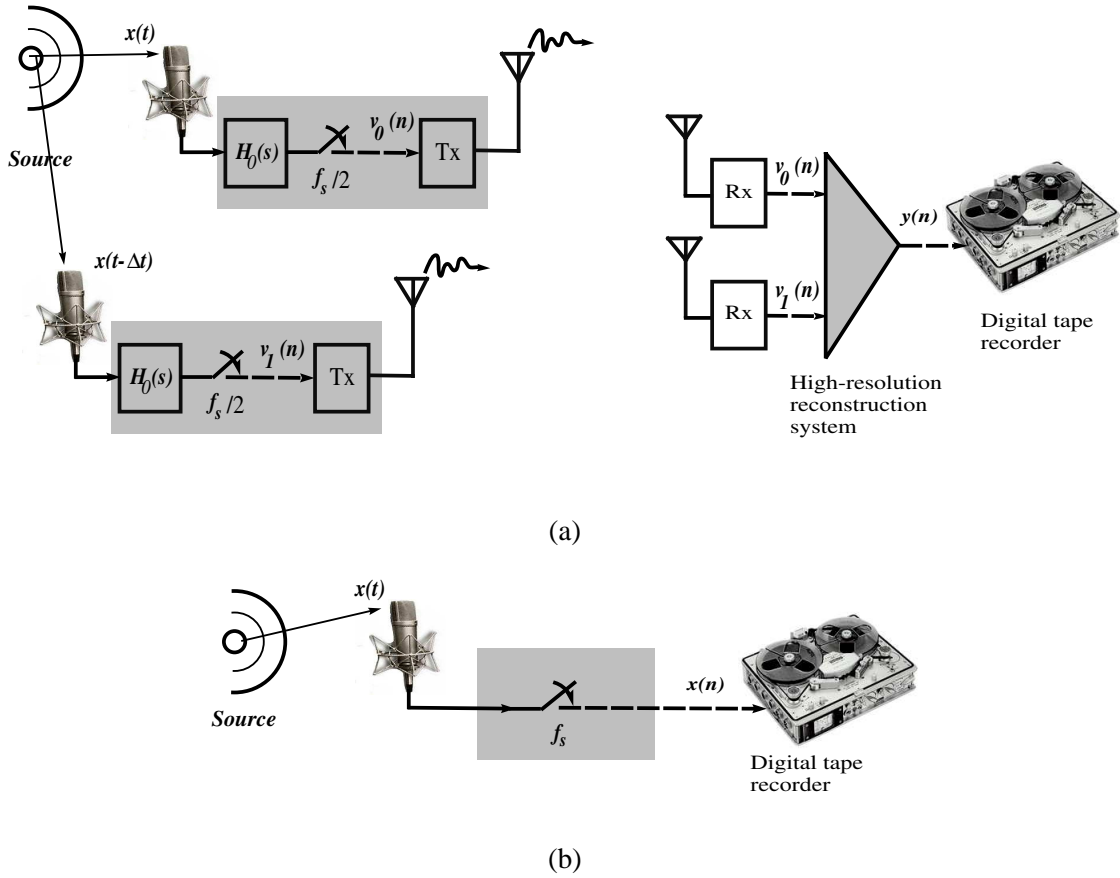 x(t)
Source
H0(s)
fs/2
v0(n)
Tx
x(t-Δt)
H0(s)
fs/2
v1(n)
Tx
Rx
v0(n)
Rx
v1(n)
y(n)
High-resolution
reconstruction
system
Digital tape
recorder
(a)
x(t)
Source
fs
x(n)
Digital tape
recorder
(b)